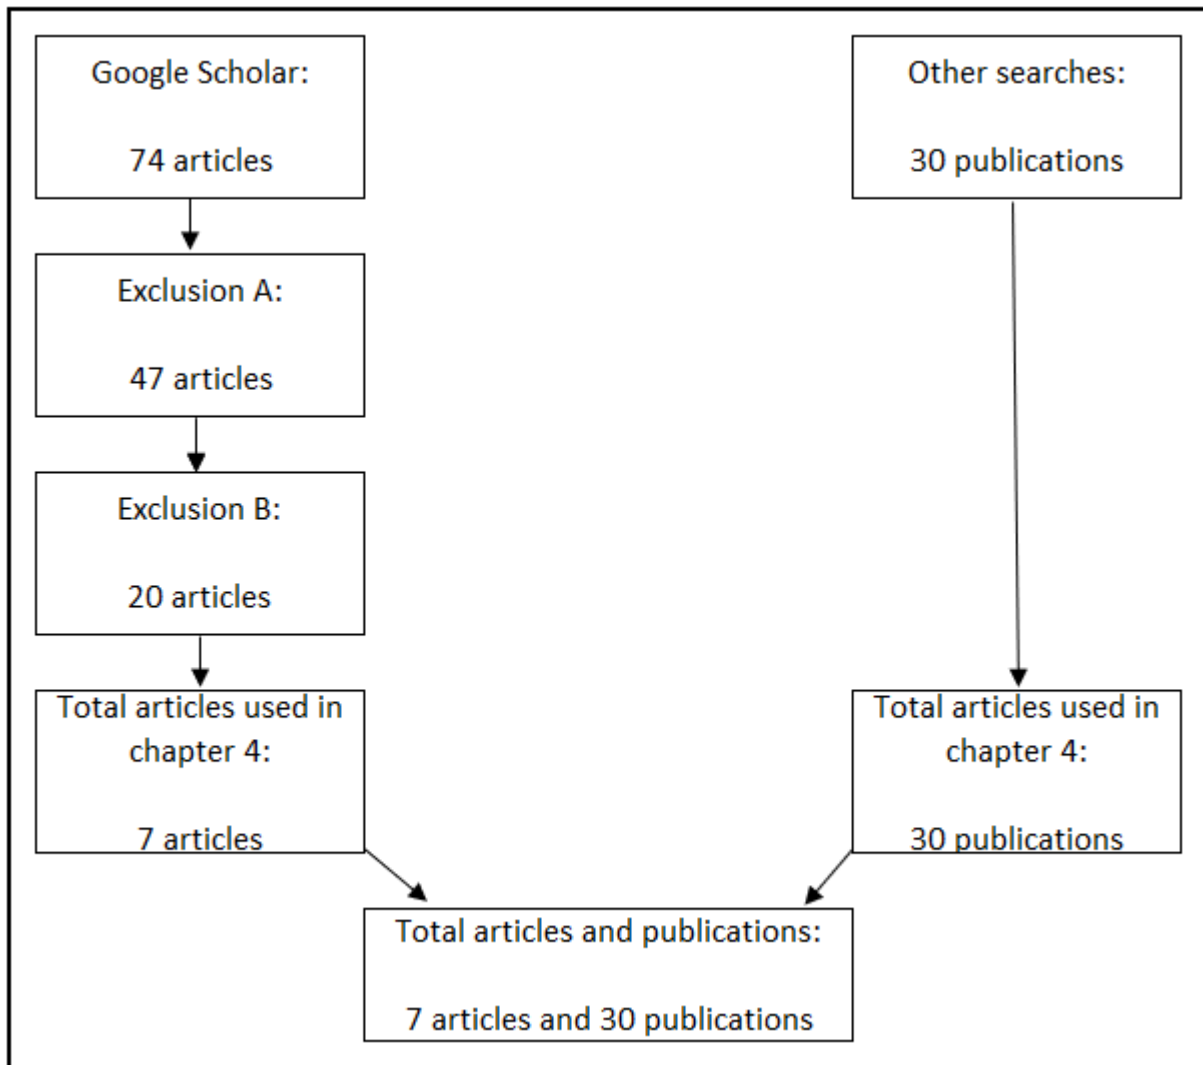 Google Scholar:
74 articles
Other searches:
30 publications
Exclusion A:
47 articles
Exclusion B:
20 articles
Total articles used in
chapter 4:
7 articles
Total articles used in
chapter 4:
30 publications
Total articles and publications:
7 articles and 30 publications